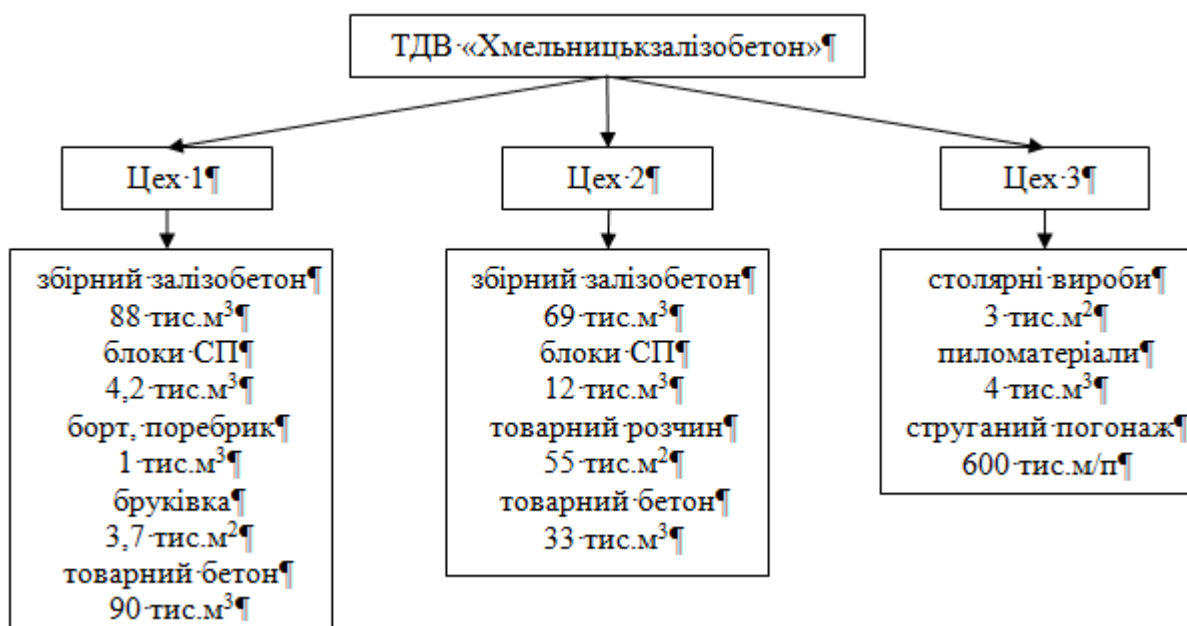 ТДВ·«Хмельницькзалізобетон»¶
Цех·1¶
Цех·2¶
Цех·3¶
збірний·залізобетон¶
88·тис.м³¶
блоки·СП¶
4,2·тис.м³¶
борт,·поребрик¶
1·тис.м³¶
бруківка¶
3,7·тис.м²¶
товарний·бетон¶
90·тис.м³¶
збірний·залізобетон¶
69·тис.м³¶
блоки·СП¶
12·тис.м³¶
товарний·розчин¶
55·тис.м²¶
товарний·бетон¶
33·тис.м³¶
столярні·вироби¶
3·тис.м²¶
пиломатеріали¶
4·тис.м³¶
струганий·погонаж¶
600·тис.м/п¶